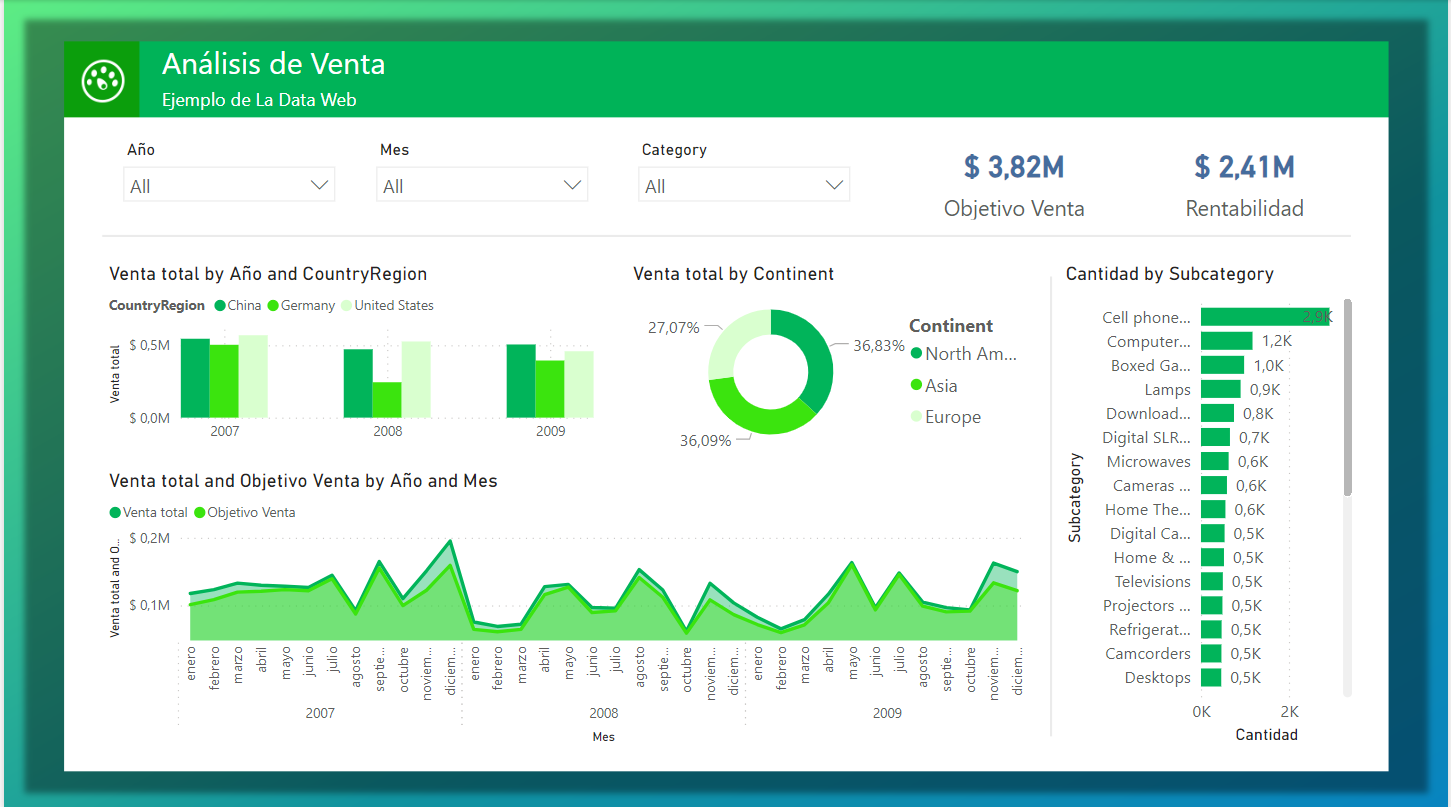 Análisis de Venta
Ejemplo de La Data Web
Año
All
Mes
All
Category
All
$ 3,82M
Objetivo Venta
$ 2,41M
Rentabilidad
Venta total by Año and CountryRegion
CountryRegion China Germany United States
Venta total
$ 0,5M
$ 0,0M
2007 2008 2009
Venta total by Continent
27,07%
36,83%
36,09%
Continent
North Am...
Asia
Europe
Venta total and Objetivo Venta by Año and Mes
Venta total Objetivo Venta
Venta total and O...
$ 0,2M
$ 0,1M
enero febrero marzo abril mayo junio julio agosto septie... octubre noviem... diciem... enero febrero marzo abril mayo junio julio agosto septie... octubre noviem... diciem... enero febrero marzo abril mayo junio julio agosto septie... octubre noviem... diciem...
2007 2008 2009
Mes
Cantidad by Subcategory
Subcategory
Cell phone... 2,9K
Computer... 1,2K
Boxed Ga... 1,0K
Lamps 0,9K
Download... 0,8K
Digital SLR... 0,7K
Microwaves 0,6K
Cameras ... 0,6K
Home The... 0,6K
Digital Ca... 0,5K
Home & ... 0,5K
Televisions 0,5K
Projectors ... 0,5K
Refrigerat... 0,5K
Camcorders 0,5K
Desktops 0,5K
0K 2K
Cantidad